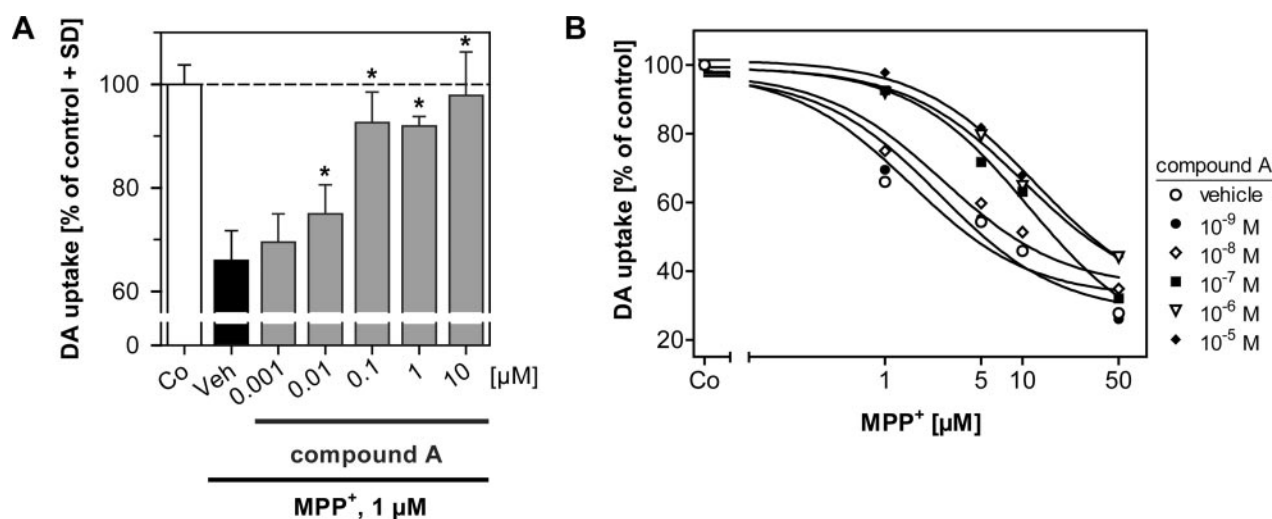 A
DA uptake [% of control + SD]
100
80
60
0
* * * * *
Co Veh 0.001 0.01 0.1 1 10 [µM]
compound A
MPP⁺, 1 µM
B
DA uptake [% of control]
100
80
60
40
20
Co 1 5 10 50
MPP⁺ [µM]
compound A
vehicle
10⁻⁹ M
10⁻⁸ M
10⁻⁷ M
10⁻⁶ M
10⁻⁵ M